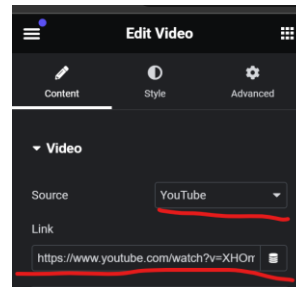 Edit Video
Content Style Advanced
Video
Source YouTube
Link
https://www.youtube.com/watch?v=XHOm